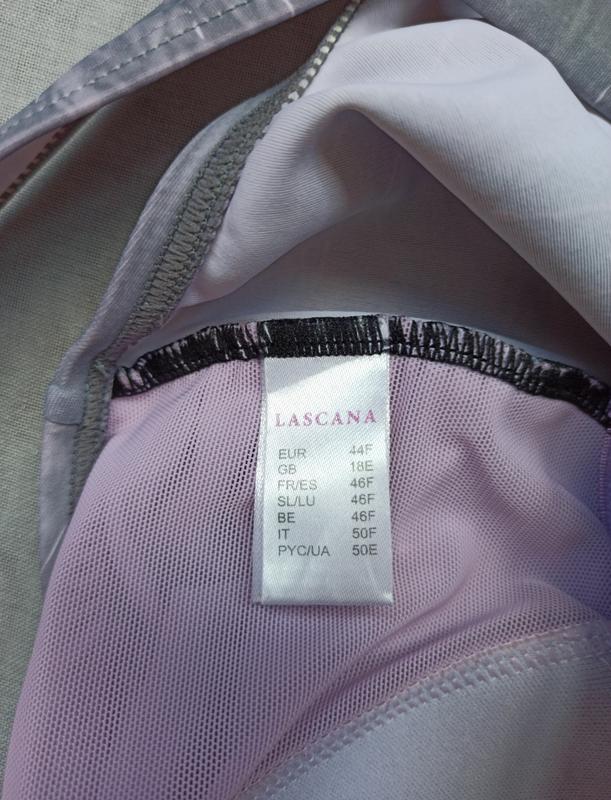 LASCANA
EUR 44F
GB 18E
FR/ES 46F
SL/LU 46F
BE 46F
IT 50F
PYC/UA 50E